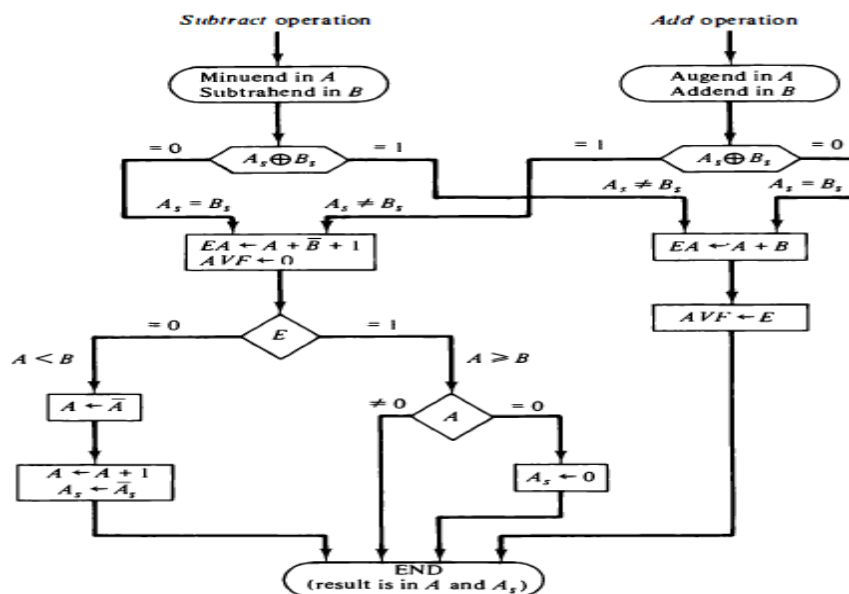 Subtract operation
Add operation
Minuend in A
Subtrahend in B
Augend in A
Addend in B
= 0
A_s ⊕ B_s
= 1
= 1
A_s ⊕ B_s
= 0
A_s = B_s
A_s ≠ B_s
A_s ≠ B_s
A_s = B_s
EA ← A + B̅ + 1
AVF ← 0
EA ← A + B
= 0
E
= 1
AVF ← E
A < B
A ≥ B
A ← A̅
≠ 0
A
= 0
A ← A + 1
A_s ← A̅_s
A_s ← 0
END
(result is in A and A_s)